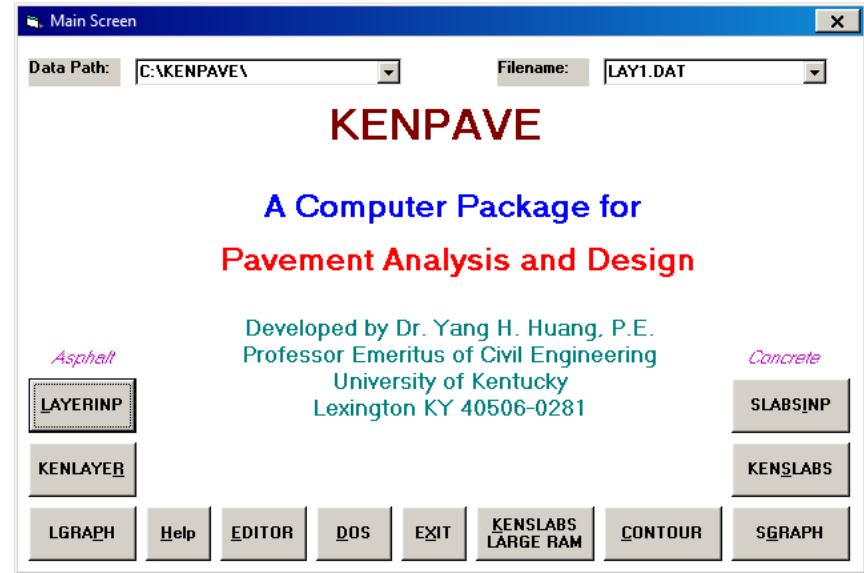 Main Screen
Data Path: C:\KENPAVE\ Filename: LAY1.DAT
KENPAVE
A Computer Package for
Pavement Analysis and Design
Developed by Dr. Yang H. Huang, P.E.
Professor Emeritus of Civil Engineering
University of Kentucky
Lexington KY 40506-0281
Asphalt
Concrete
LAYERINP
SLABSINP
KENLAYER
KENSLABS
LGRAPH
Help
EDITOR
DOS
EXIT
KENSLABS
LARGE RAM
CONTOUR
SGRAPH